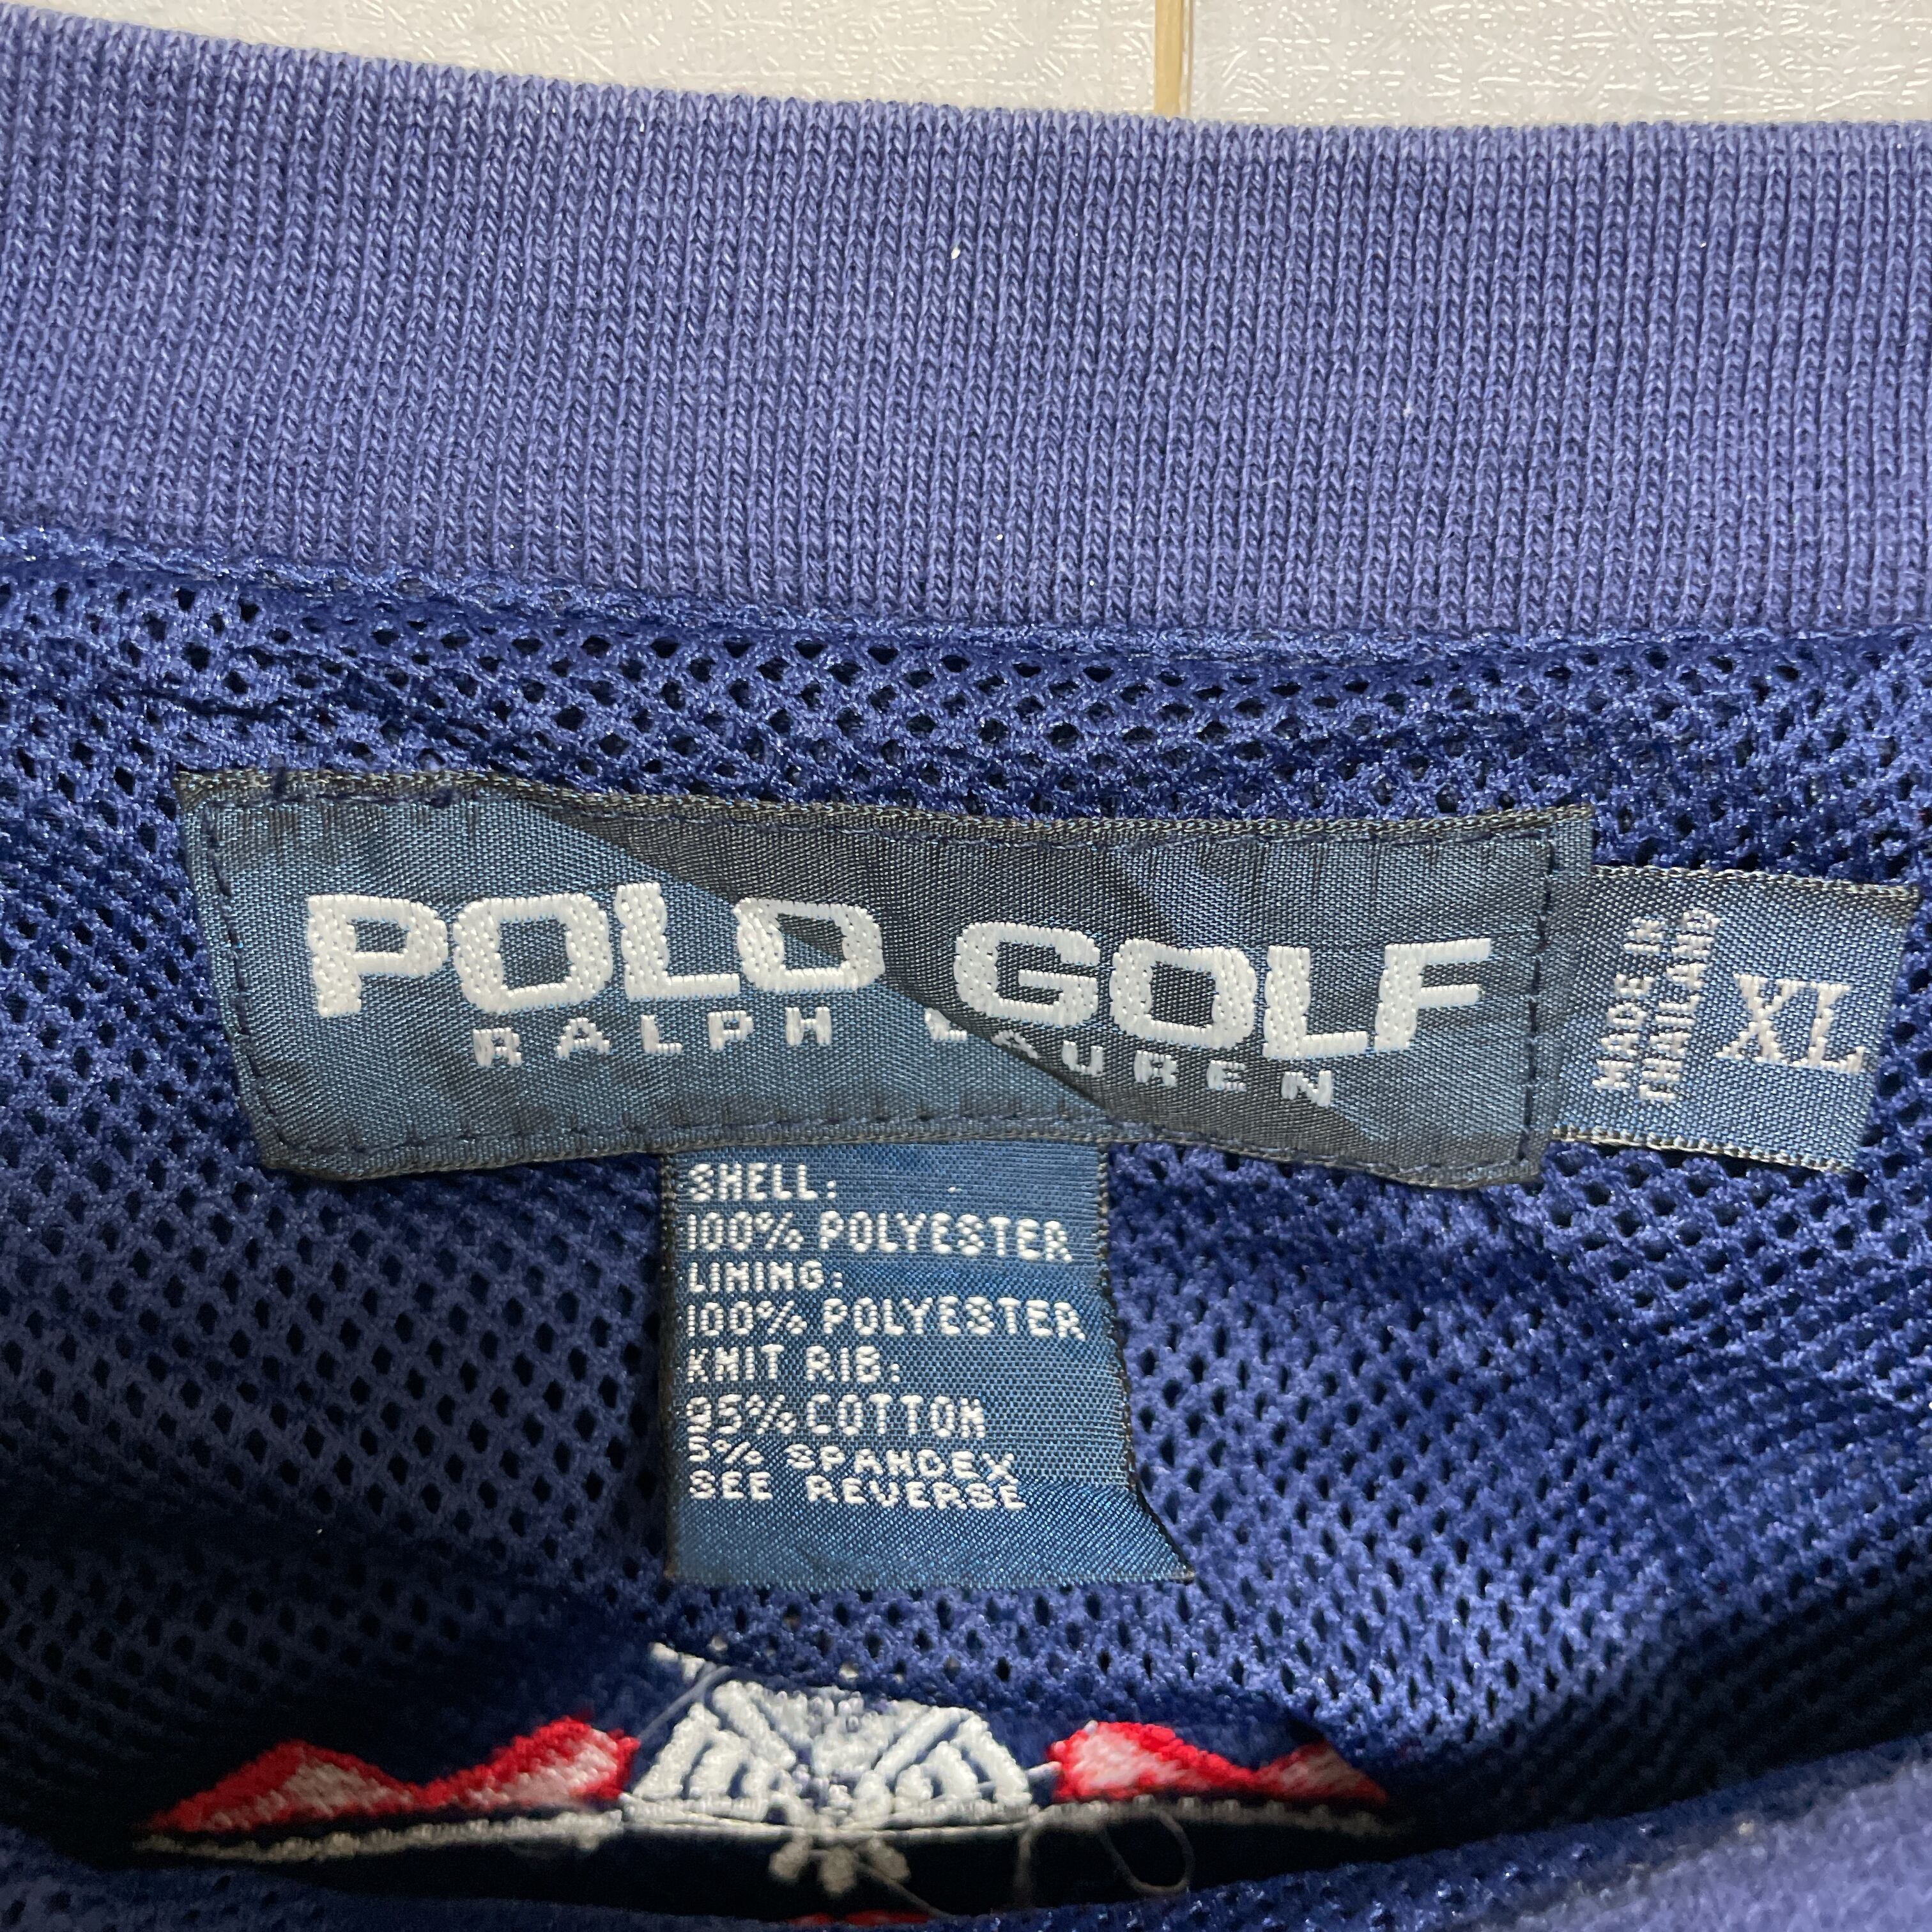 POLO GOLF
RALPH LAUREN
MADE IN
THAILAND
XL
SHELL:
100% POLYESTER
LINING:
100% POLYESTER
KNIT RIB:
95% COTTON
5% SPANDEX
SEE REVERSE